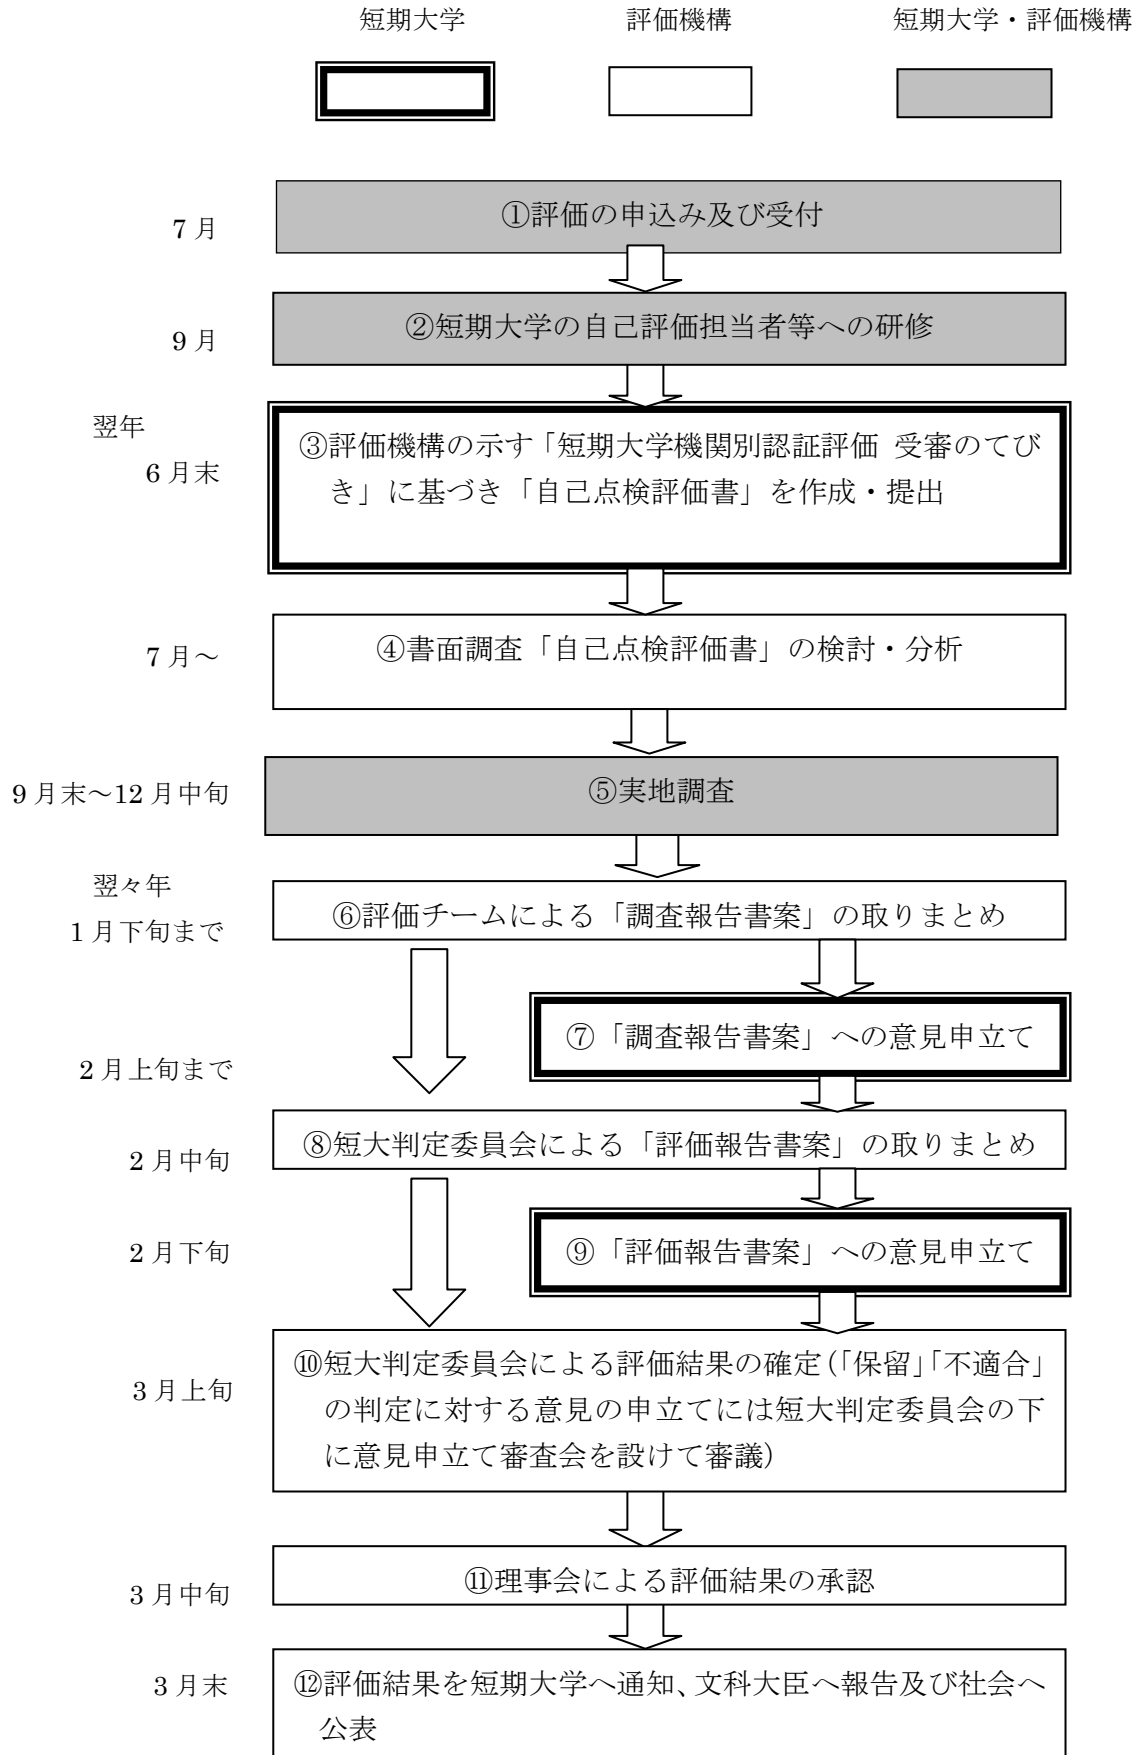 短期大学 評価機構 短期大学・評価機構
7月 ①評価の申込み及び受付
9月 ②短期大学の自己評価担当者等への研修
翌年
6月末
③評価機構の示す「短期大学機関別認証評価 受審のてび
き」に基づき「自己点検評価書」を作成・提出
7月～ ④書面調査「自己点検評価書」の検討・分析
9月末～12月中旬 ⑤実地調査
翌々年
1月下旬まで ⑥評価チームによる「調査報告書案」の取りまとめ
2月上旬まで ⑦「調査報告書案」への意見申立て
2月中旬 ⑧短大判定委員会による「評価報告書案」の取りまとめ
2月下旬 ⑨「評価報告書案」への意見申立て
3月上旬
⑩短大判定委員会による評価結果の確定(「保留」「不適合」
の判定に対する意見の申立てには短大判定委員会の下
に意見申立て審査会を設けて審議)
3月中旬 ⑪理事会による評価結果の承認
3月末 ⑫評価結果を短期大学へ通知、文科大臣へ報告及び社会へ
公表